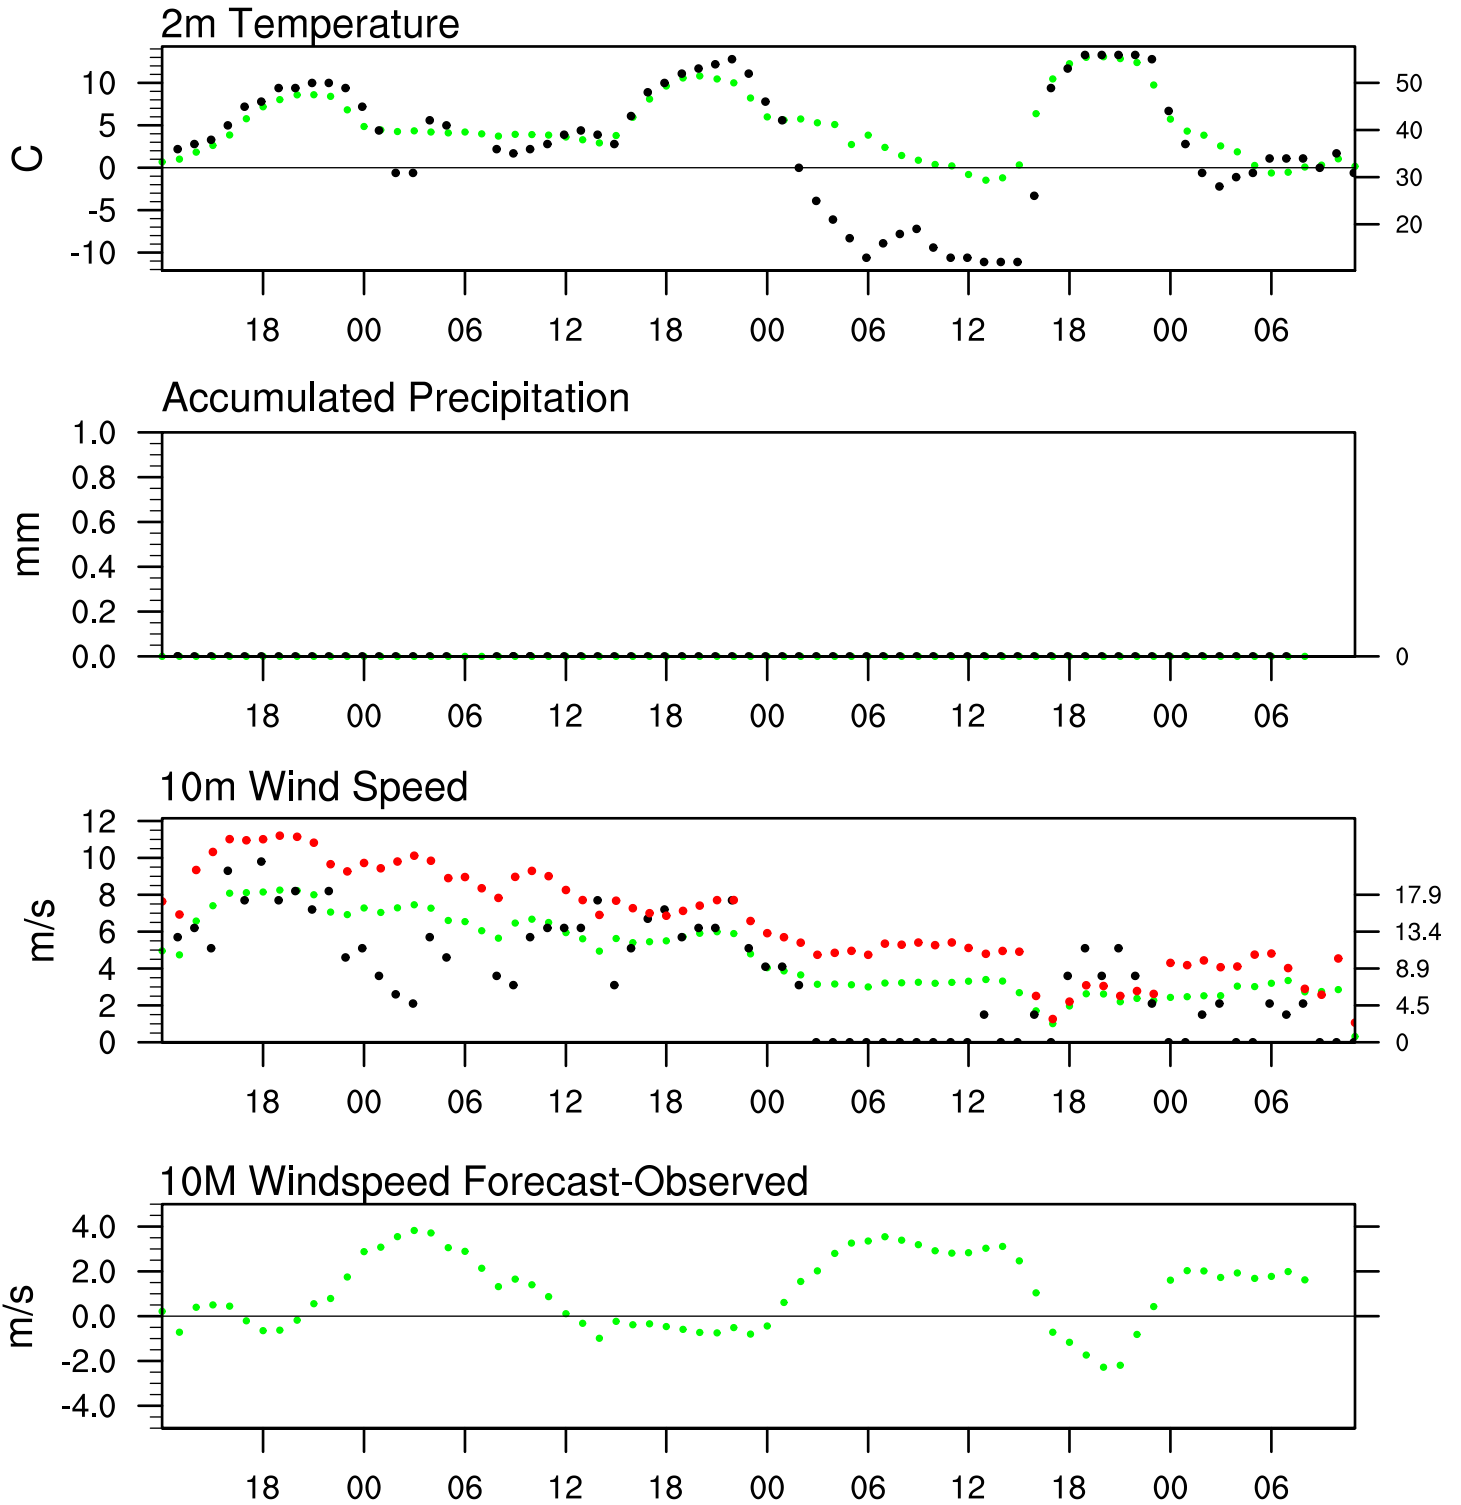 2m Temperature
10
5
0
-5
-10
C
50
40
30
20
18 00 06 12 18 00 06 12 18 00 06
Accumulated Precipitation
1.0
0.8
0.6
0.4
0.2
0.0
mm
0
18 00 06 12 18 00 06 12 18 00 06
10m Wind Speed
12
10
8
6
4
2
0
m/s
17.9
13.4
8.9
4.5
0
18 00 06 12 18 00 06 12 18 00 06
10M Windspeed Forecast-Observed
4.0
2.0
0.0
-2.0
-4.0
m/s
18 00 06 12 18 00 06 12 18 00 06